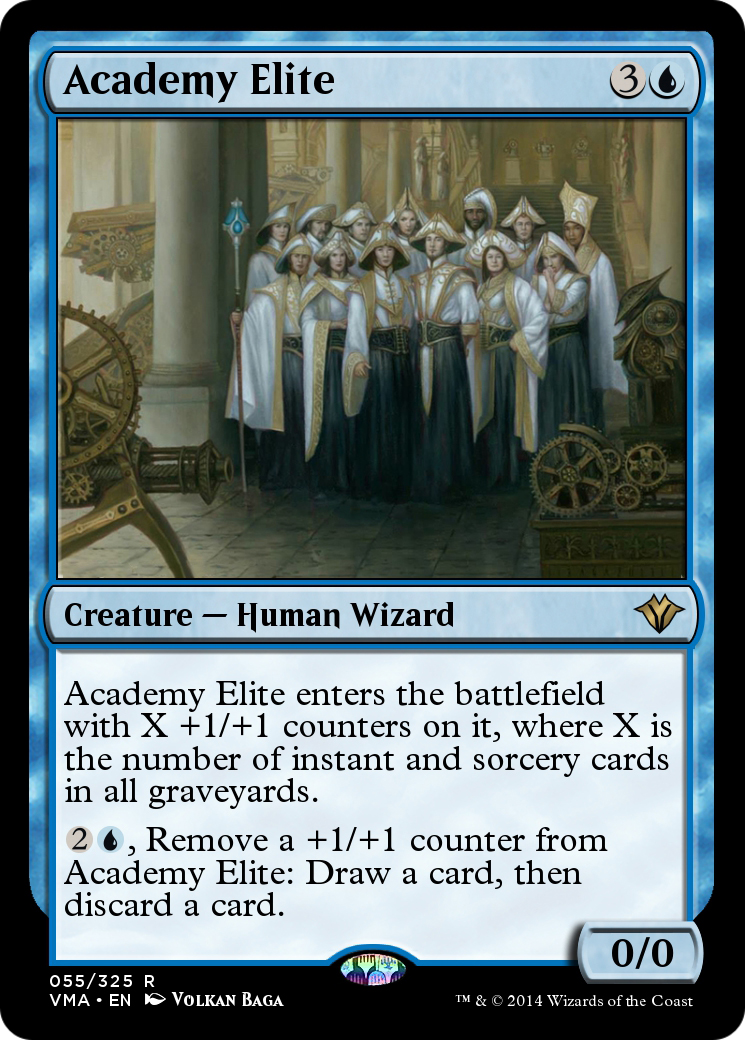 Academy Elite 3
Creature — Human Wizard
Academy Elite enters the battlefield
with X +1/+1 counters on it, where X is
the number of instant and sorcery cards
in all graveyards.
2 , Remove a +1/+1 counter from
Academy Elite: Draw a card, then
discard a card.
0/0
055/325 R
VMA • EN VOLKAN BAGA
™ & © 2014 Wizards of the Coast